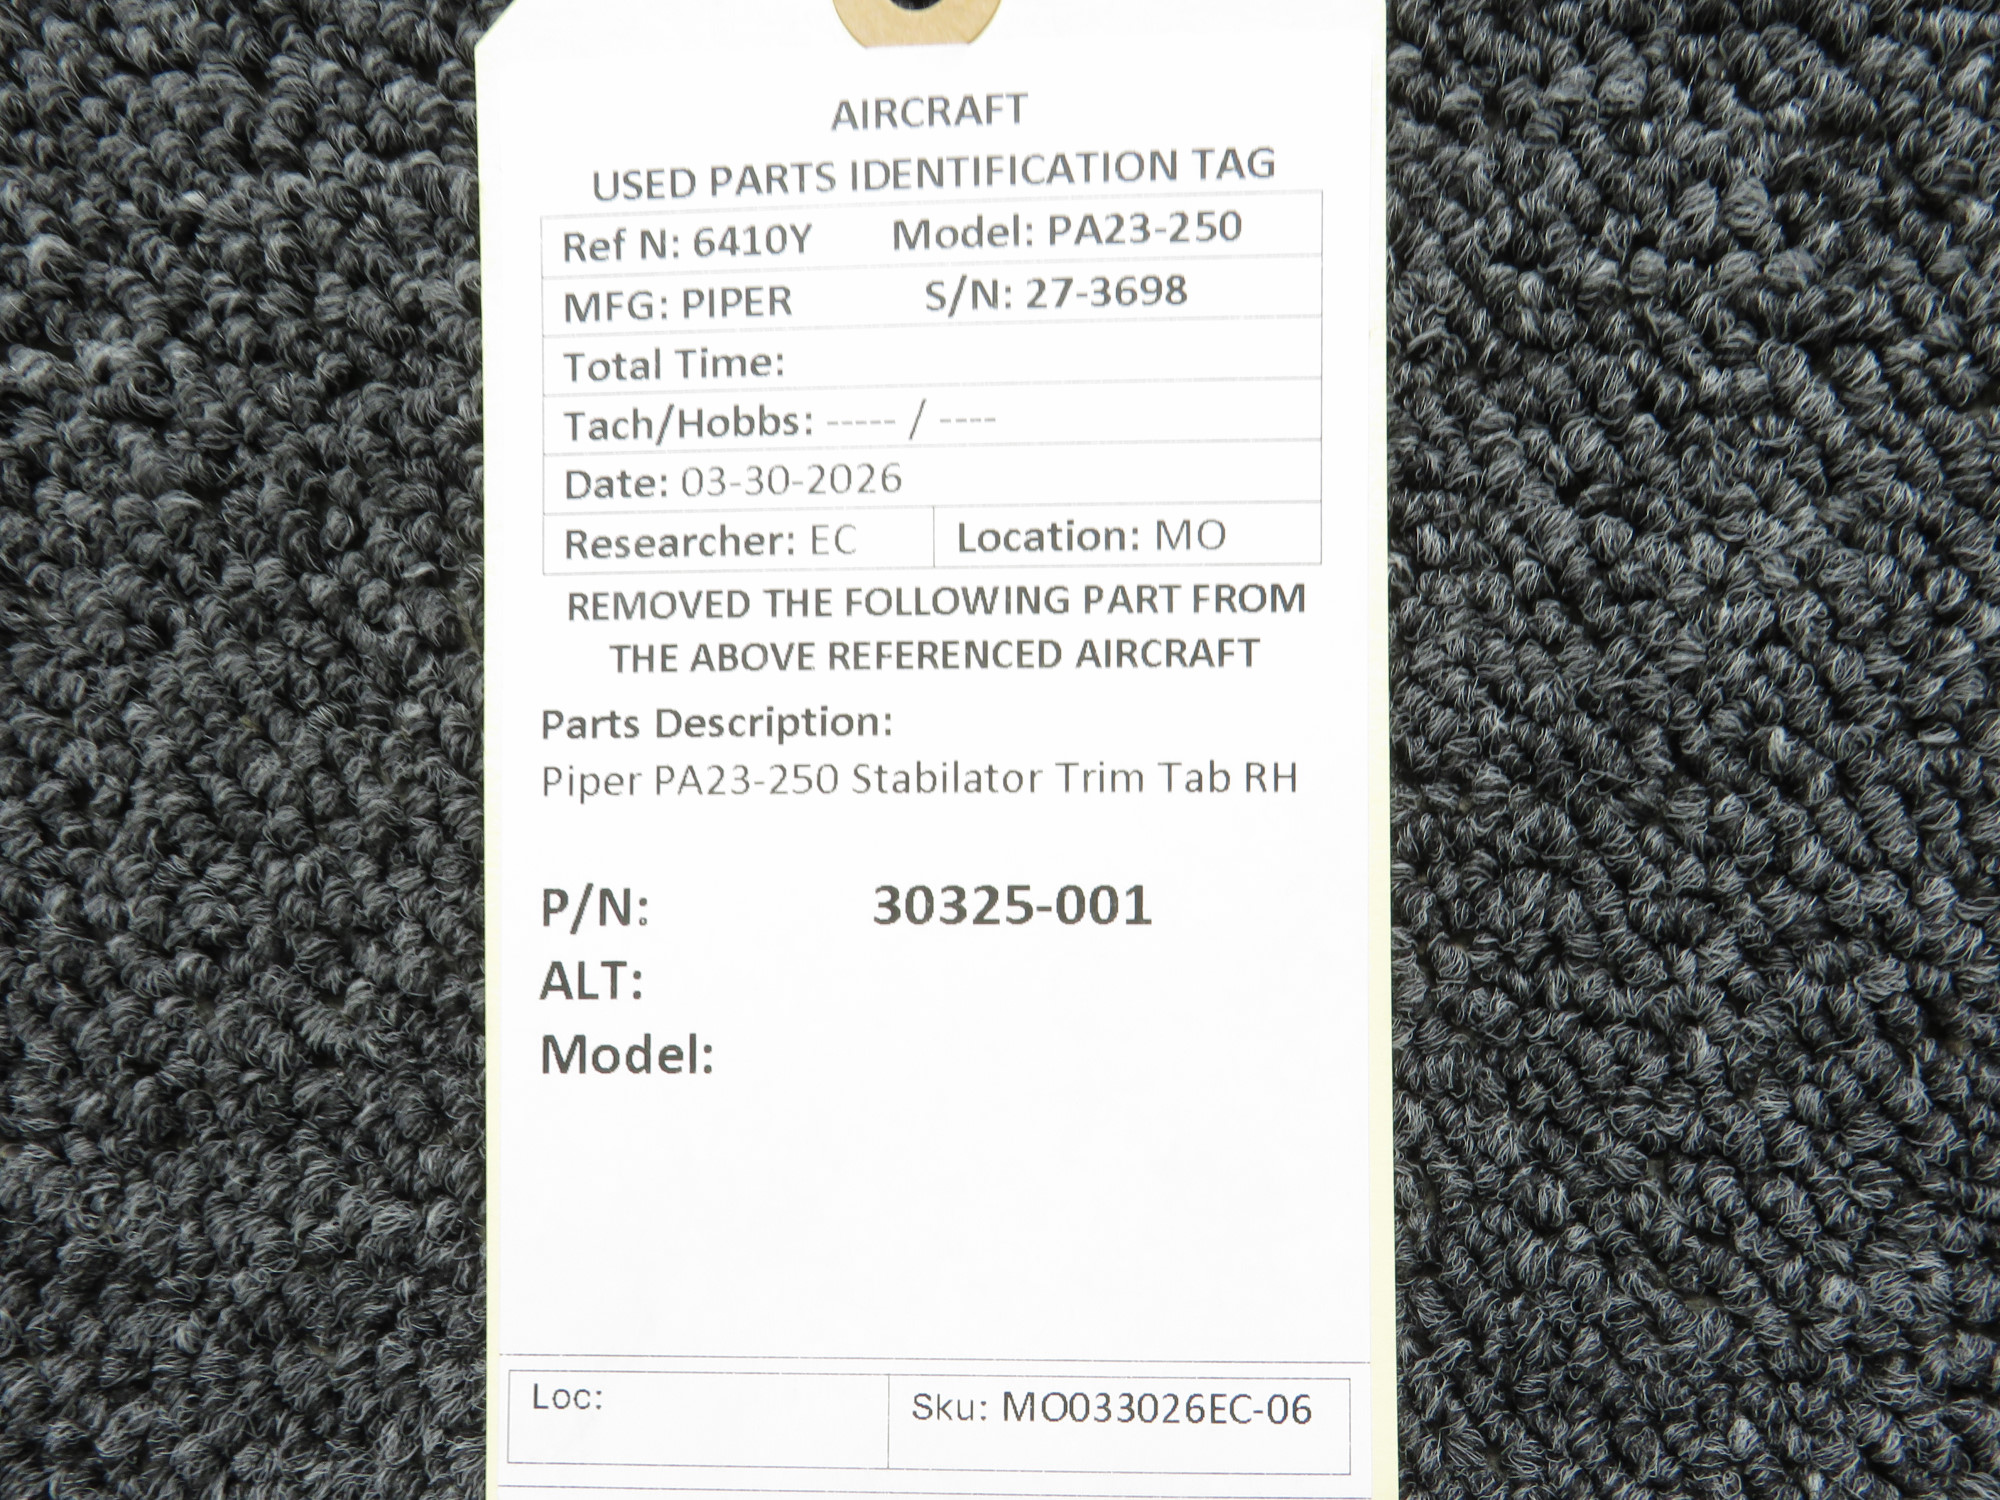 AIRCRAFT
USED PARTS IDENTIFICATION TAG
Ref N: 6410Y Model: PA23-250
MFG: PIPER S/N: 27-3698
Total Time:
Tach/Hobbs: ----- / ----
Date: 03-30-2026
Researcher: EC Location: MO
REMOVED THE FOLLOWING PART FROM
THE ABOVE REFERENCED AIRCRAFT
Parts Description:
Piper PA23-250 Stabilator Trim Tab RH
P/N: 30325-001
ALT:
Model:
Loc: Sku: MO033026EC-06